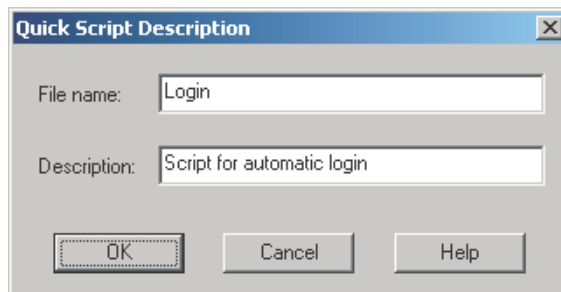 Quick Script Description
File name: Login
Description: Script for automatic login
OK Cancel Help